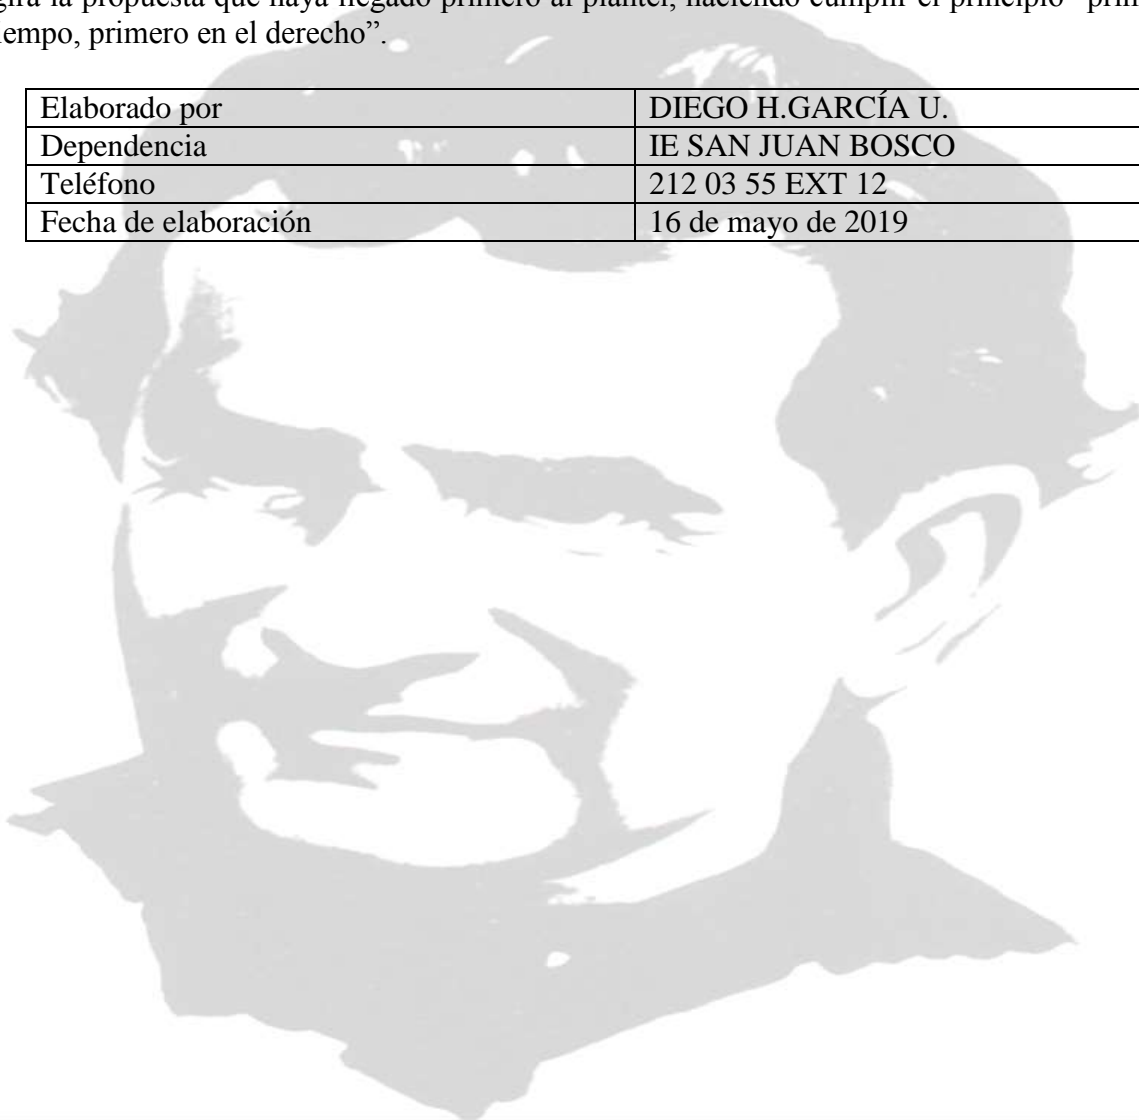 la propuesta que haya llegado primero al plantel, haciendo cumplir el principio “
iempo, primero en el derecho”.
Elaborado por DIEGO H.GARCÍA U.
Dependencia IE SAN JUAN BOSCO
Teléfono 212 03 55 EXT 12
Fecha de elaboración 16 de mayo de 2019